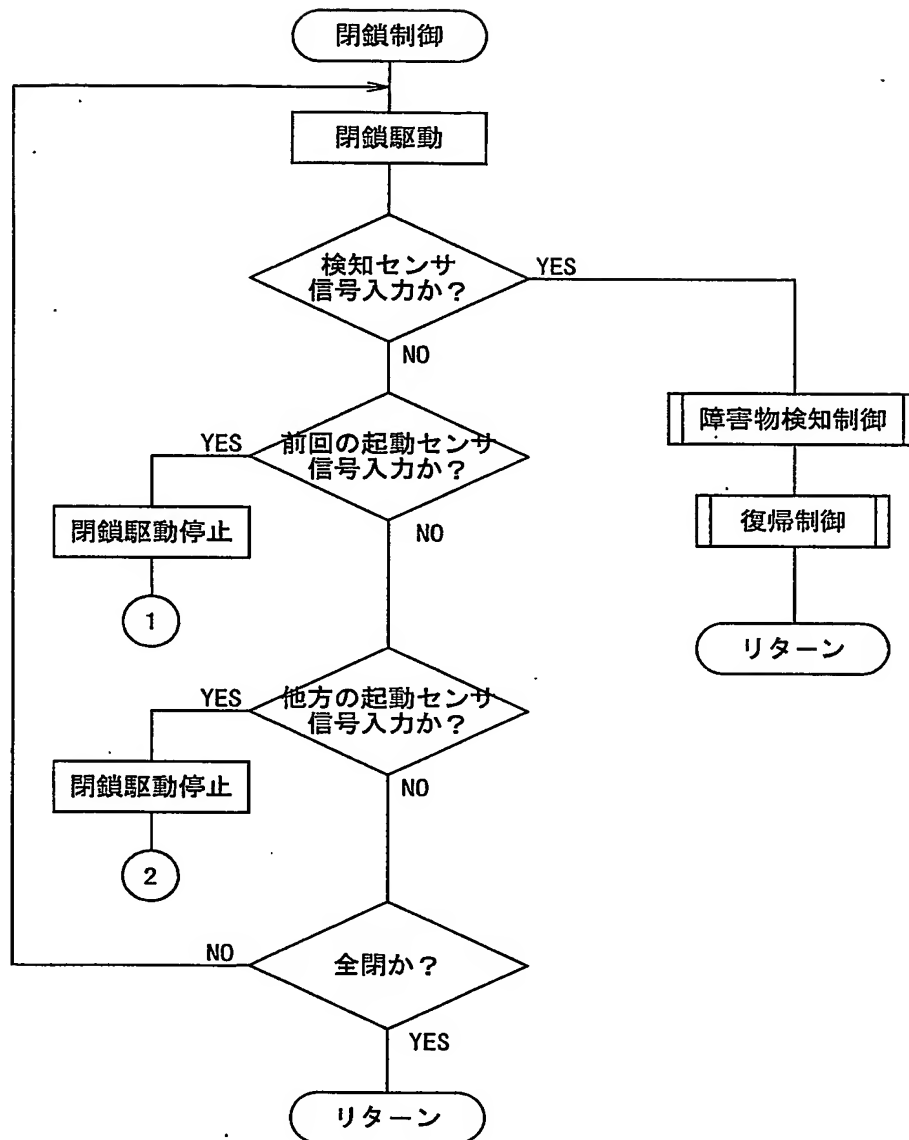 閉鎖制御
閉鎖駆動
検知センサ
信号入力か？
YES
NO
障害物検知制御
復帰制御
リターン
前回の起動センサ
信号入力か？
YES
閉鎖駆動停止
1
NO
他方の起動センサ
信号入力か？
YES
閉鎖駆動停止
2
NO
全閉か？
NO
YES
リターン